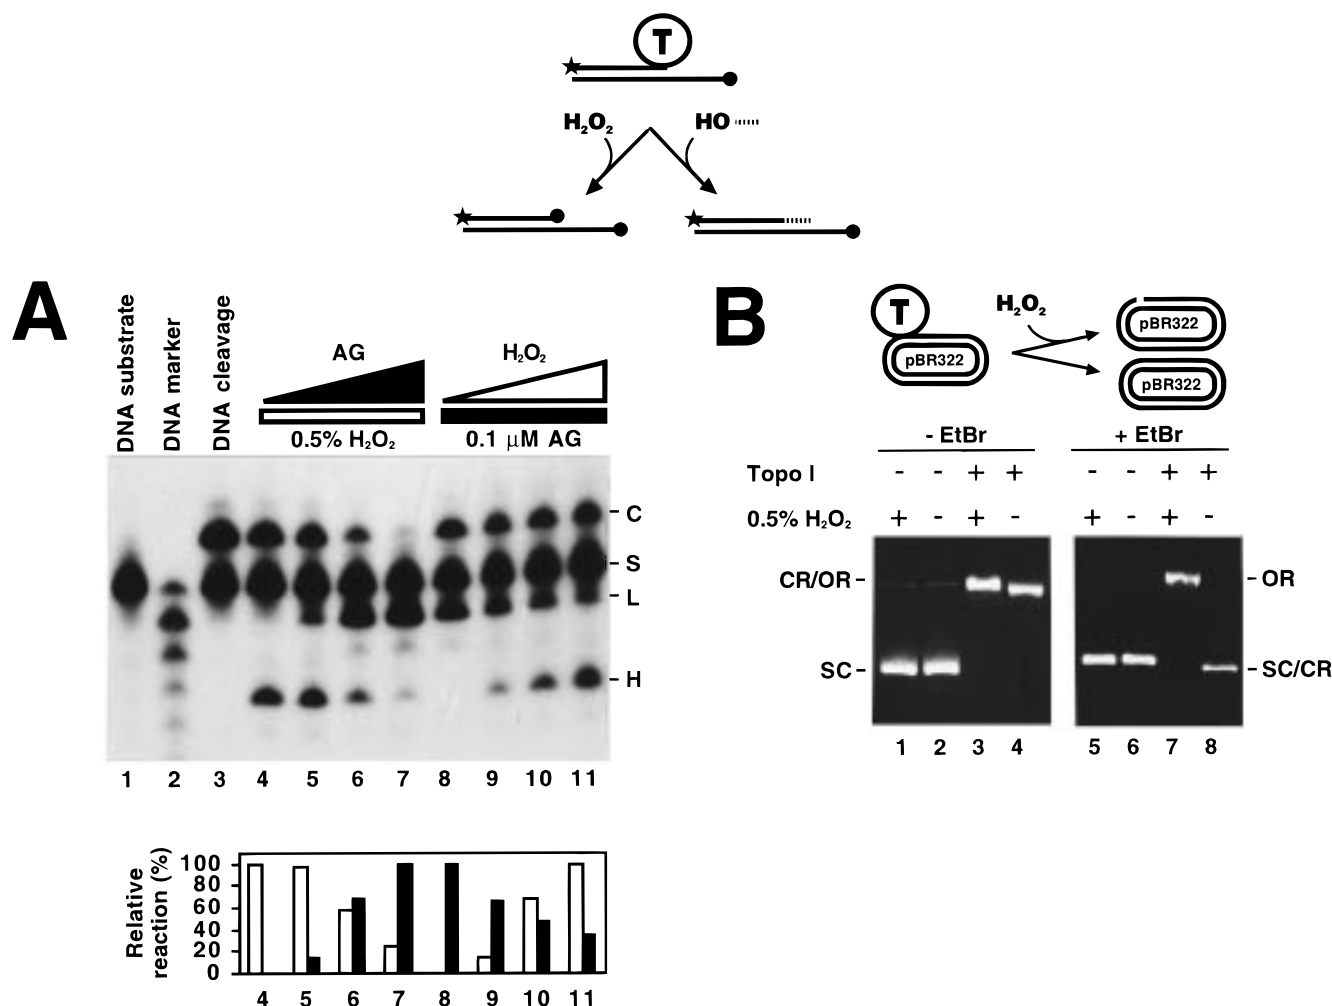 T
H₂O₂
HO
A
DNA substrate
DNA marker
DNA cleavage
AG
H₂O₂
0.5% H₂O₂
0.1 μM AG
C
S
L
H
1 2 3 4 5 6 7 8 9 10 11
Relative
reaction (%)
100
80
60
40
20
0
4 5 6 7 8 9 10 11
B
T
H₂O₂
pBR322
pBR322
pBR322
- EtBr
+ EtBr
Topo I - - + + - - + +
0.5% H₂O₂ + - + - + - + -
CR/OR
SC
OR
SC/CR
1 2 3 4 5 6 7 8